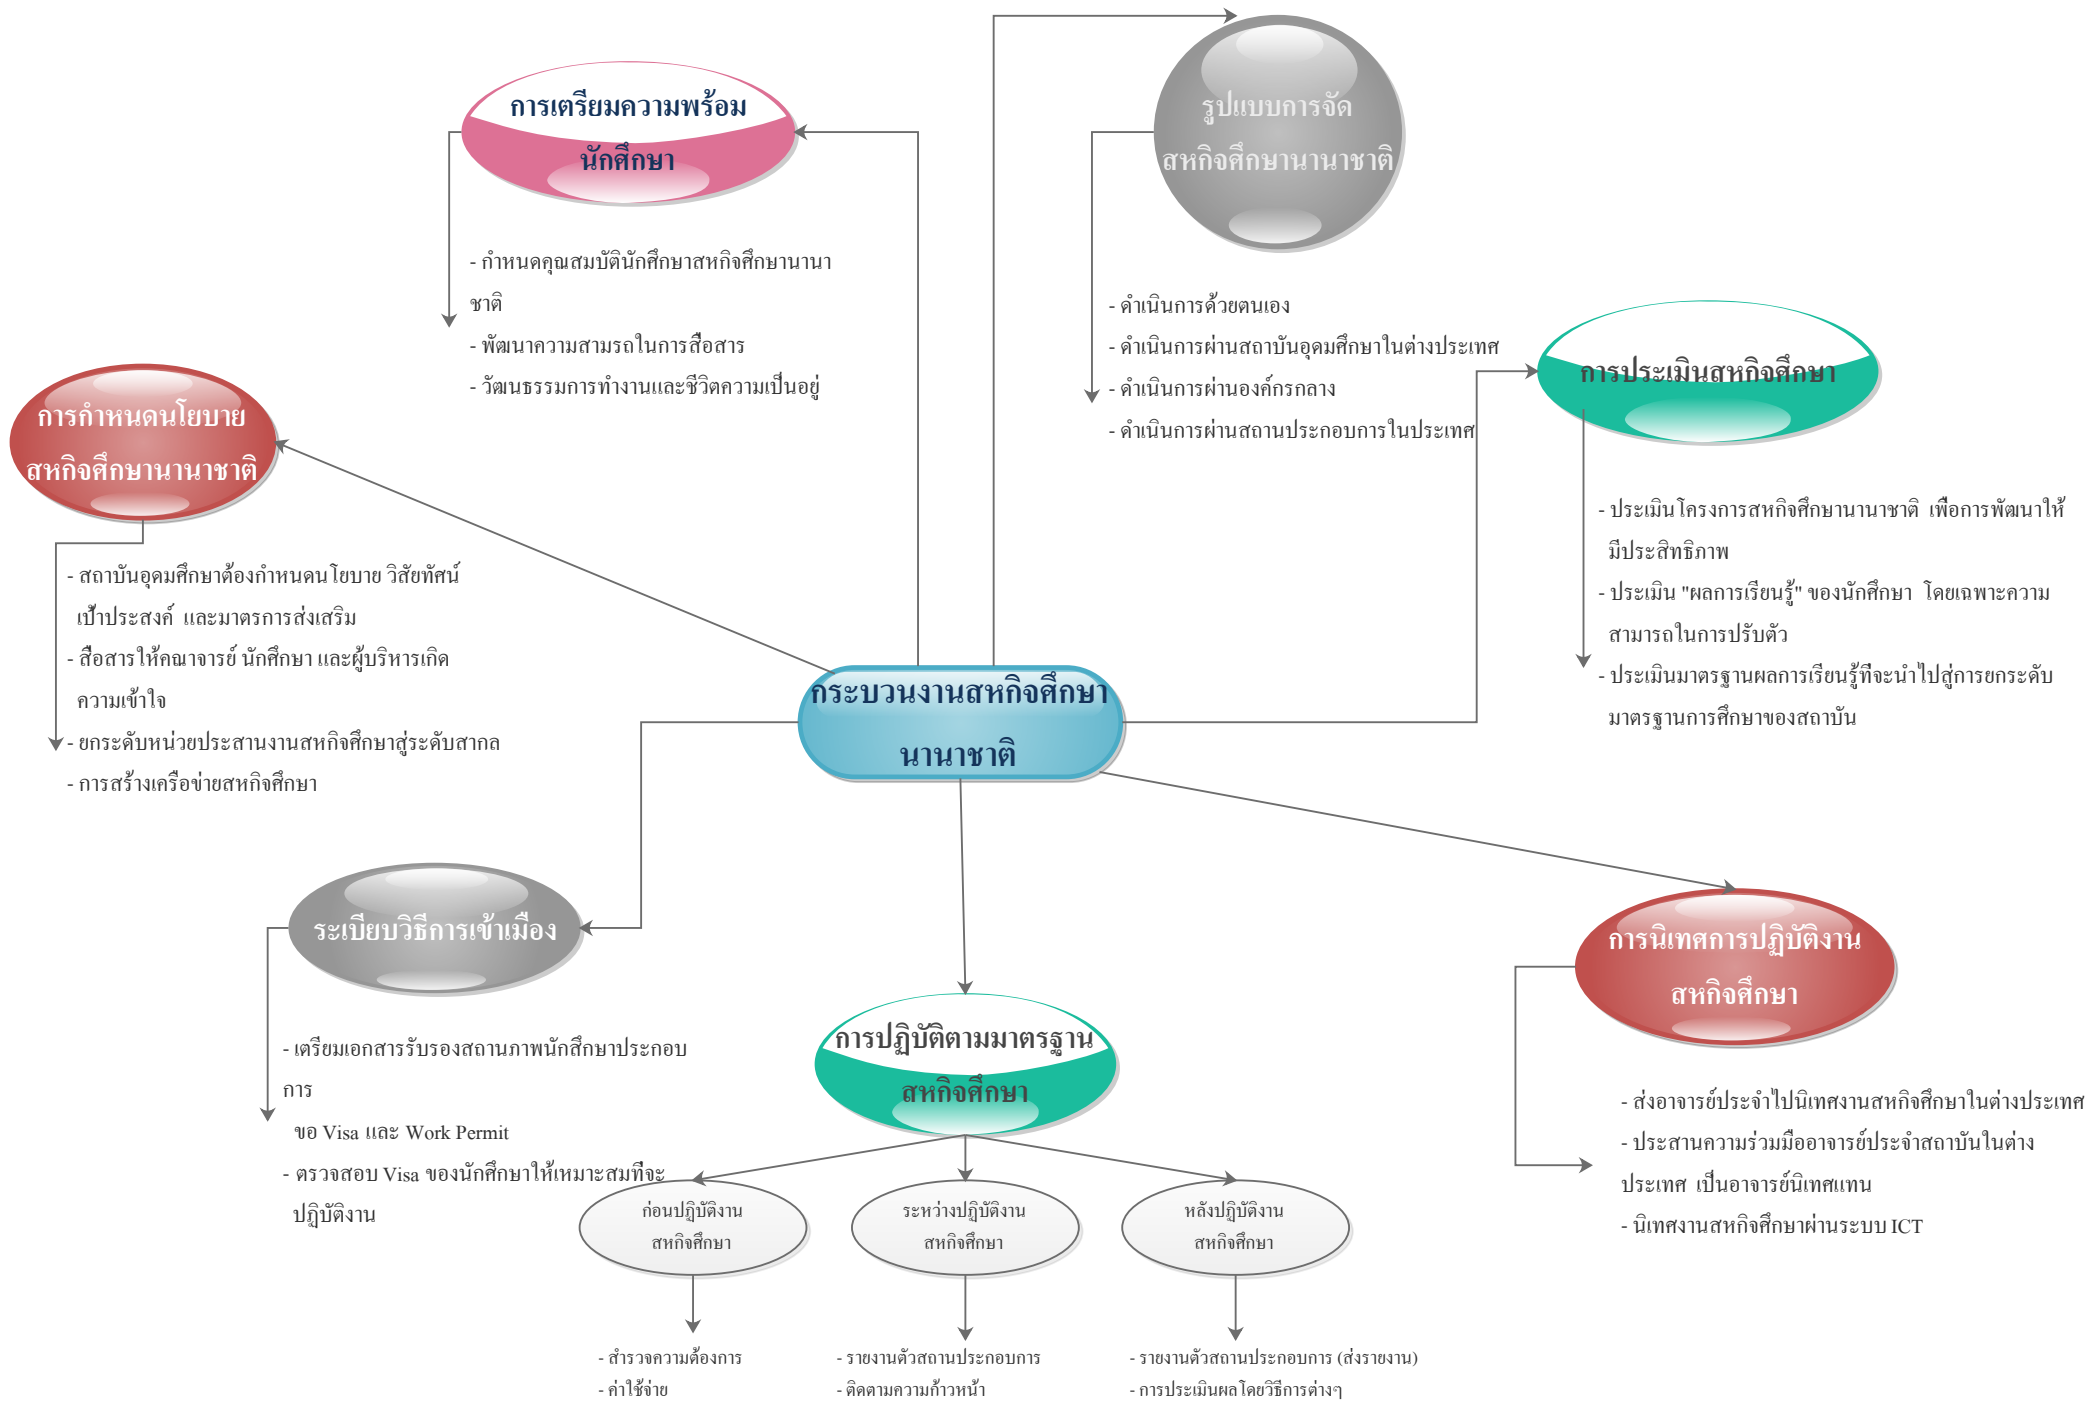 การเตรียมความพร้อม
นักศึกษา
- กำหนดคุณสมบัตินักศึกษาสหกิจศึกษานานา
ชาติ
- พัฒนาความสามรถในการสื่อสาร
- วัฒนธรรมการทำงานและชีวิตความเป็นอยู่
รูปแบบการจัด
สหกิจศึกษานานาชาติ
- ดำเนินการด้วยตนเอง
- ดำเนินการผ่านสถาบันอุดมศึกษาในต่างประเทศ
- ดำเนินการผ่านองค์กรกลาง
- ดำเนินการผ่านสถานประกอบการในประเทศ
การประเมินสหกิจศึกษา
- ประเมินโครงการสหกิจศึกษานานาชาติ เพื่อการพัฒนาให้
มีประสิทธิภาพ
- ประเมิน "ผลการเรียนรู้" ของนักศึกษา โดยเฉพาะความ
สามารถในการปรับตัว
- ประเมินมาตรฐานผลการเรียนรู้ที่จะนำไปสู่การยกระดับ
มาตรฐานการศึกษาของสถาบัน
การกำหนดนโยบาย
สหกิจศึกษานานาชาติ
- สถาบันอุดมศึกษาต้องกำหนดนโยบาย วิสัยทัศน์
เป้าประสงค์ และมาตรการส่งเสริม
- สื่อสารให้คณาจารย์ นักศึกษา และผู้บริหารเกิด
ความเข้าใจ
- ยกระดับหน่วยประสานงานสหกิจศึกษาสู่ระดับสากล
- การสร้างเครือข่ายสหกิจศึกษา
กระบวนงานสหกิจศึกษา
นานาชาติ
ระเบียบวิธีการเข้าเมือง
- เตรียมเอกสารรับรองสถานภาพนักสึกษาประกอบ
การ
ขอ Visa และ Work Permit
- ตรวจสอบ Visa ของนักศึกษาให้เหมาะสมที่จะ
ปฏิบัติงาน
การปฏิบัติตามมาตรฐาน
สหกิจศึกษา
ก่อนปฏิบัติงาน
สหกิจศึกษา
- สำรวจความต้องการ
- ค่าใช้จ่าย
ระหว่างปฏิบัติงาน
สหกิจศึกษา
- รายงานตัวสถานประกอบการ
- ติดตามความก้าวหน้า
หลังปฏิบัติงาน
สหกิจศึกษา
- รายงานตัวสถานประกอบการ (ส่งรายงาน)
- การประเมินผลโดยวิธีการต่างๆ
การนิเทศการปฏิบัติงาน
สหกิจศึกษา
- ส่งอาจารย์ประจำไปนิเทศงานสหกิจศึกษาในต่างประเทศ
- ประสานความร่วมมืออาจารย์ประจำสถาบันในต่าง
ประเทศ เป็นอาจารย์นิเทศแทน
- นิเทศงานสหกิจศึกษาผ่านระบบ ICT